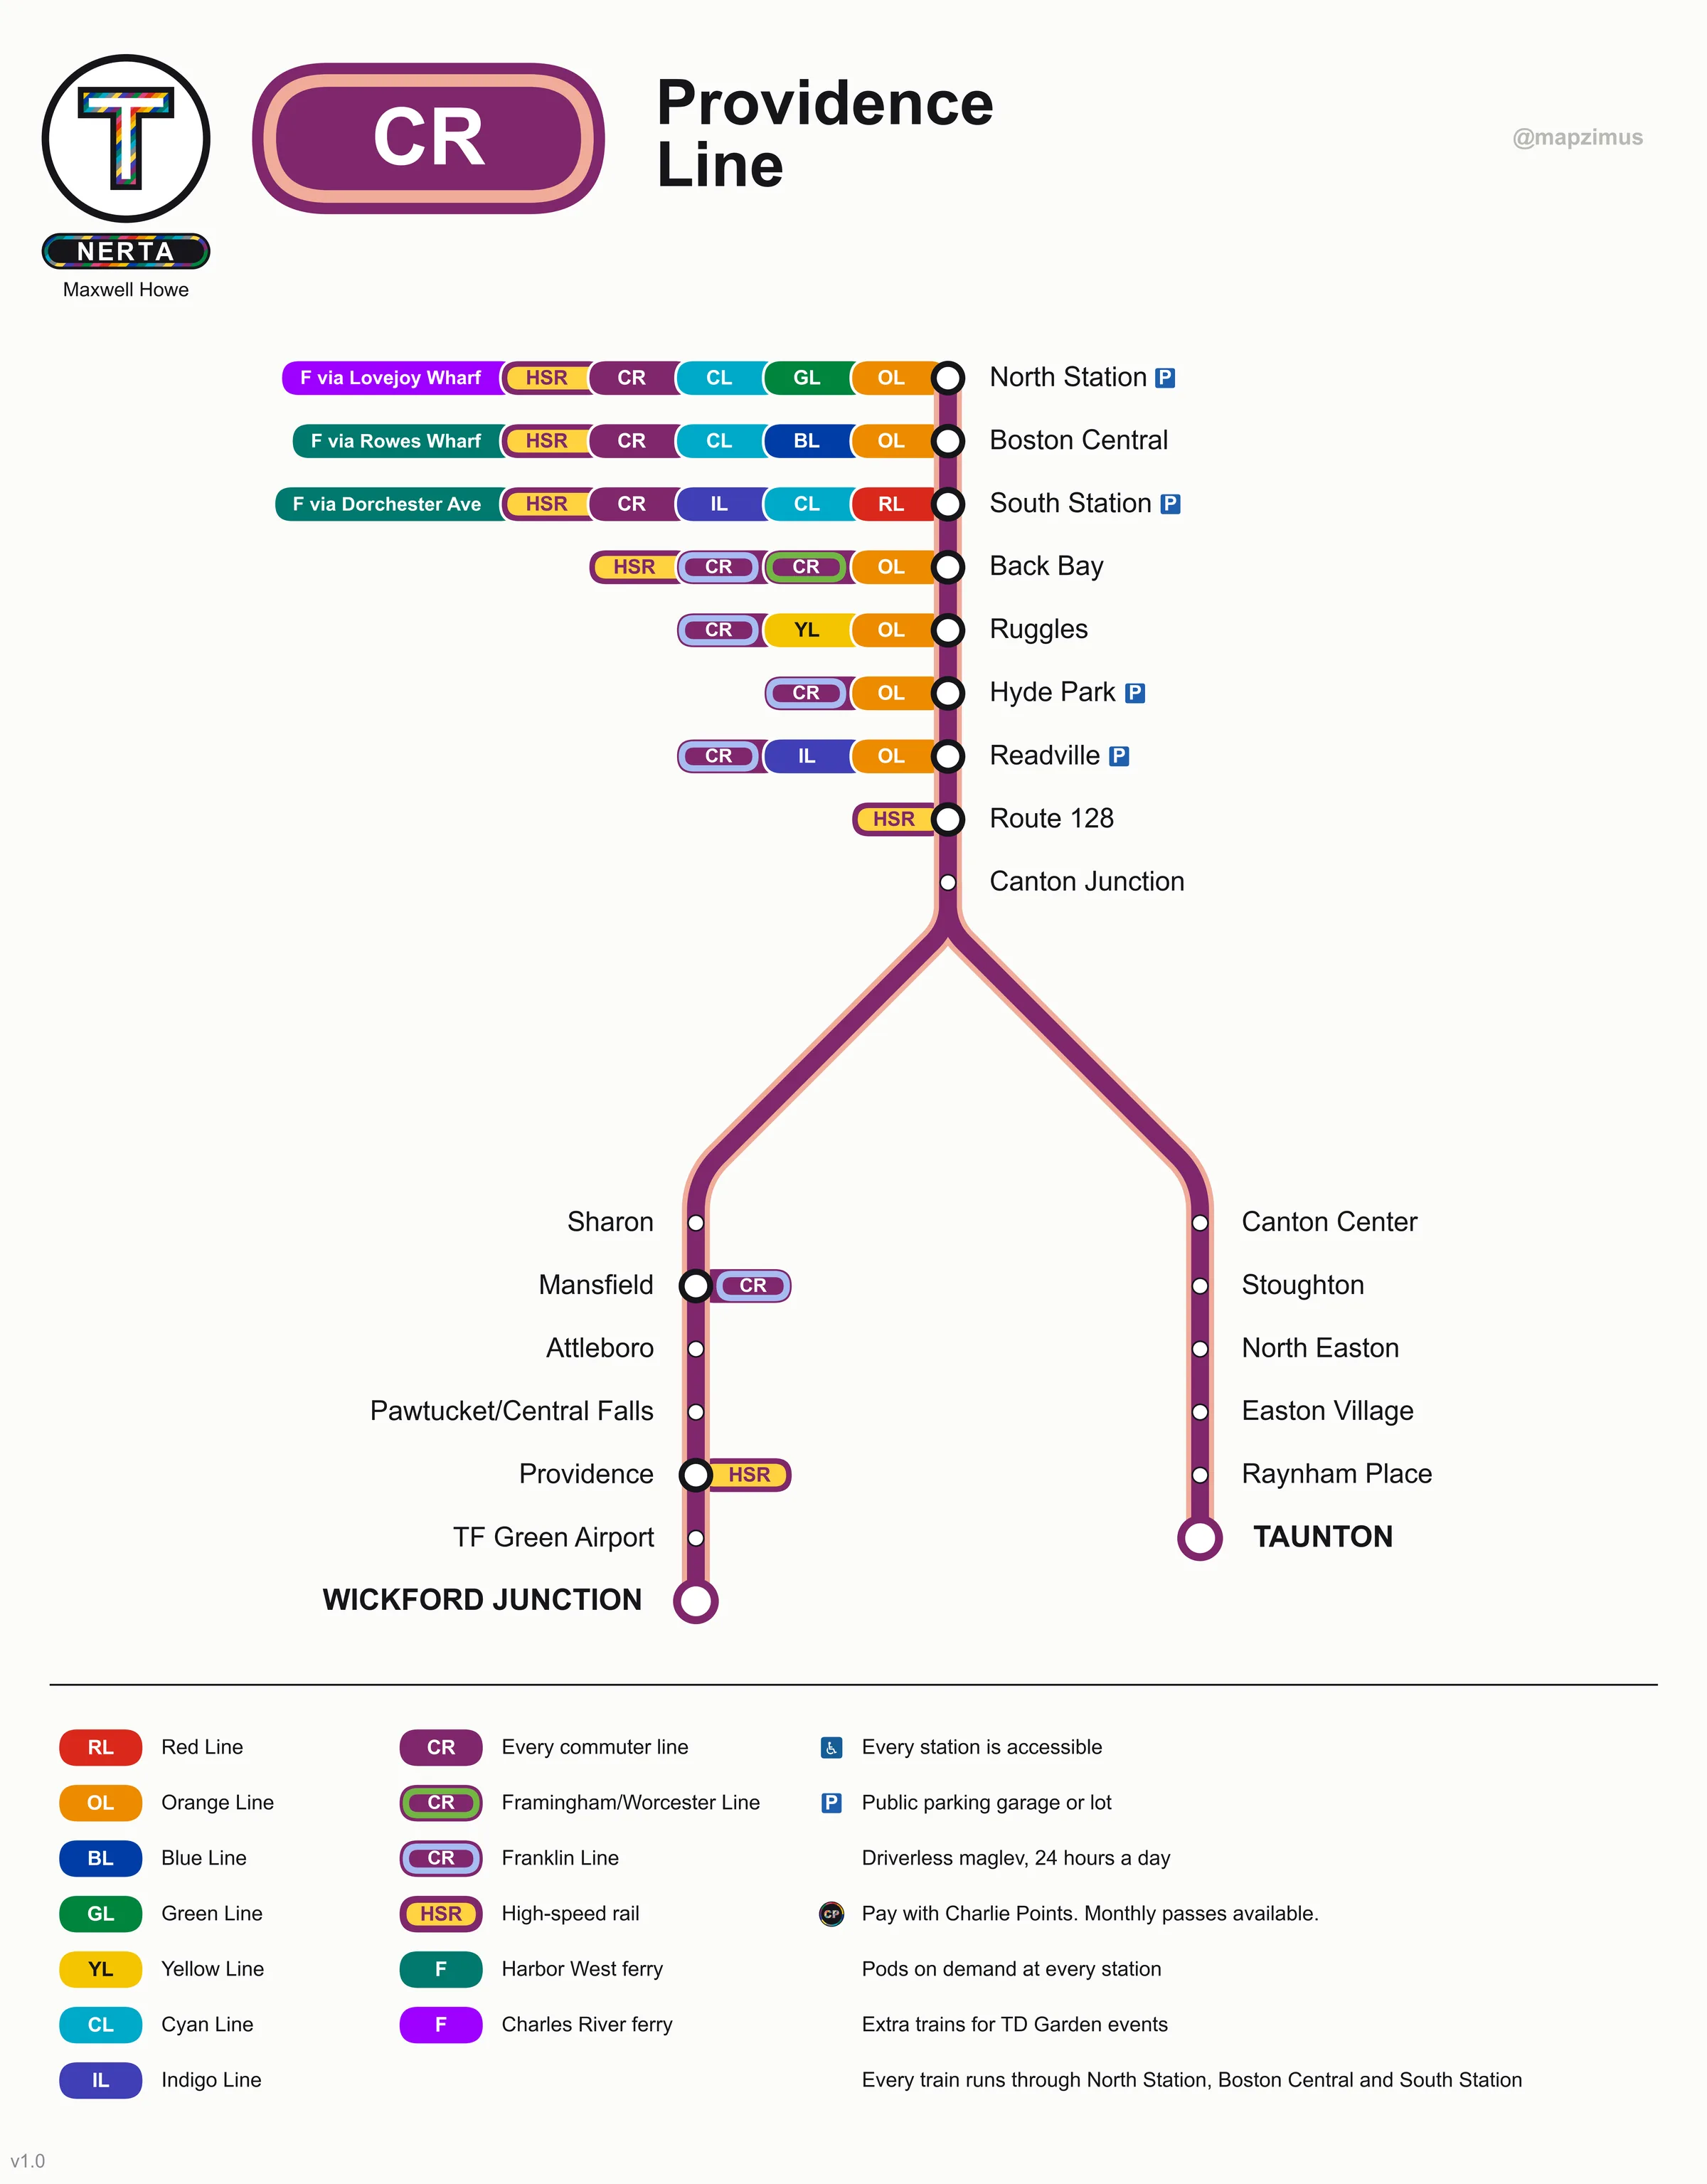 T
NERTA
Maxwell Howe
CR
Providence
Line
@mapzimus
F via Lovejoy Wharf HSR CR CL GL OL North Station P
F via Rowes Wharf HSR CR CL BL OL Boston Central
F via Dorchester Ave HSR CR IL CL RL South Station P
HSR CR CR OL Back Bay
CR YL OL Ruggles
CR OL Hyde Park P
CR IL OL Readville P
HSR Route 128
Canton Junction
Sharon
Mansfield CR
Attleboro
Pawtucket/Central Falls
Providence HSR
TF Green Airport
WICKFORD JUNCTION
Canton Center
Stoughton
North Easton
Easton Village
Raynham Place
TAUNTON
RL Red Line
OL Orange Line
BL Blue Line
GL Green Line
YL Yellow Line
CL Cyan Line
IL Indigo Line
CR Every commuter line
CR Framingham/Worcester Line
CR Franklin Line
HSR High-speed rail
F Harbor West ferry
F Charles River ferry
Every station is accessible
P Public parking garage or lot
Driverless maglev, 24 hours a day
CP Pay with Charlie Points. Monthly passes available.
Pods on demand at every station
Extra trains for TD Garden events
Every train runs through North Station, Boston Central and South Station
v1.0